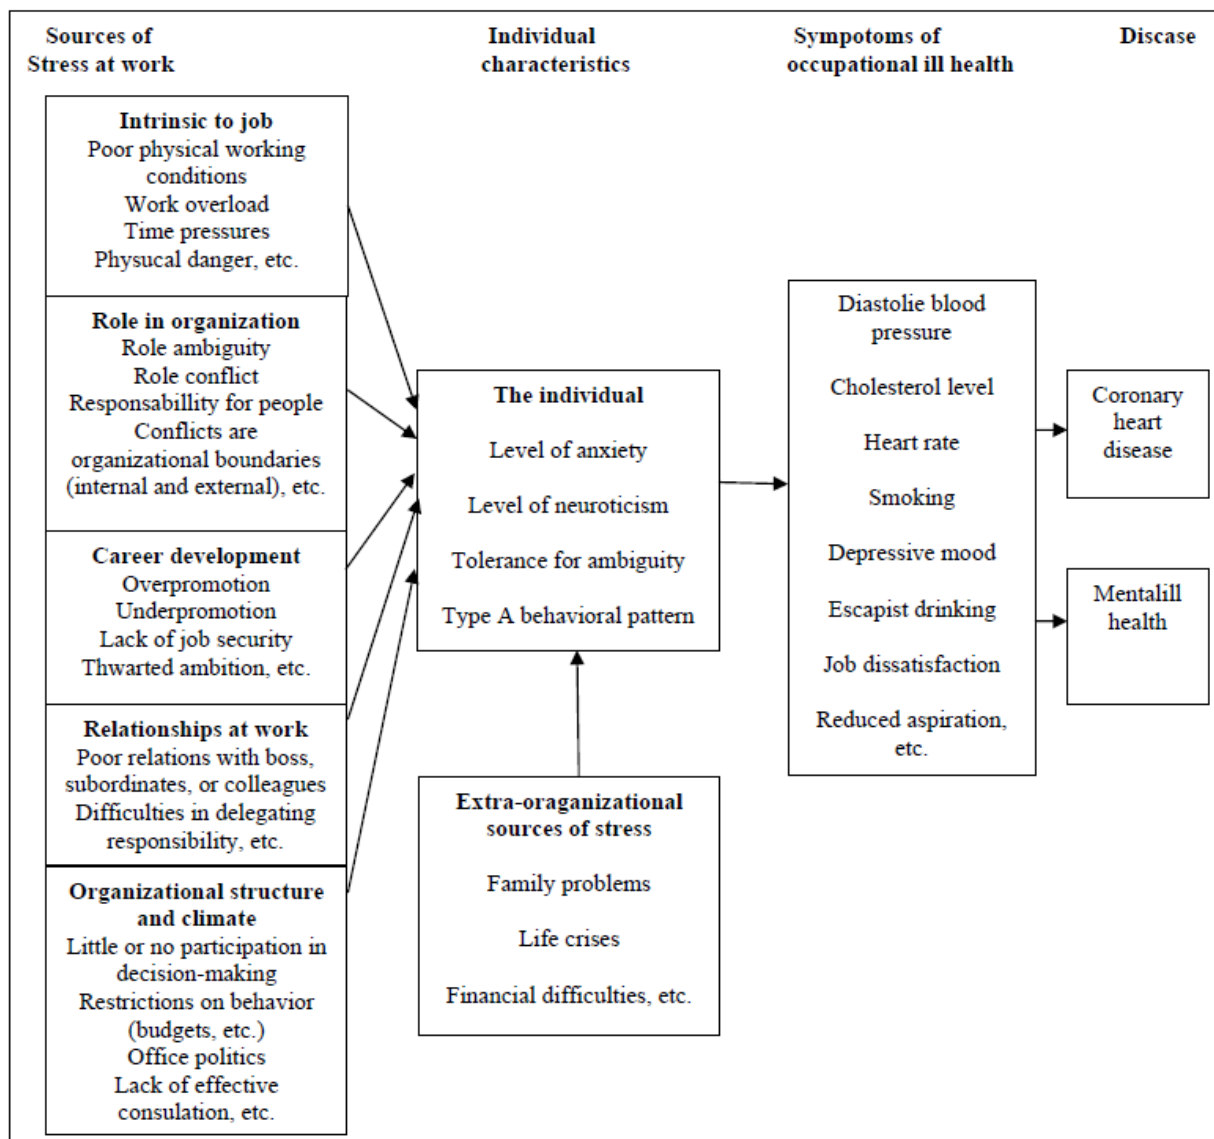 Sources of
Stress at work
Individual
characteristics
Sympotoms of
occupational ill health
Disease
Intrinsic to job
Poor physical working
conditions
Work overload
Time pressures
Physucal danger, etc.
Role in organization
Role ambiguity
Role conflict
Responsabillity for people
Conflicts are
organizational boundaries
(internal and external), etc.
Career development
Overpromotion
Underpromotion
Lack of job security
Thwarted ambition, etc.
Relationships at work
Poor relations with boss,
subordinates, or colleagues
Difficulties in delegating
responsibility, etc.
Organizational structure
and climate
Little or no participation in
decision-making
Restrictions on behavior
(budgets, etc.)
Office politics
Lack of effective
consulation, etc.
The individual
Level of anxiety
Level of neuroticism
Tolerance for ambiguity
Type A behavioral pattern
Extra-oraganizational
sources of stress
Family problems
Life crises
Financial difficulties, etc.
Diastolie blood
pressure
Cholesterol level
Heart rate
Smoking
Depressive mood
Escapist drinking
Job dissatisfaction
Reduced aspiration,
etc.
Coronary
heart
disease
Mentalill
health